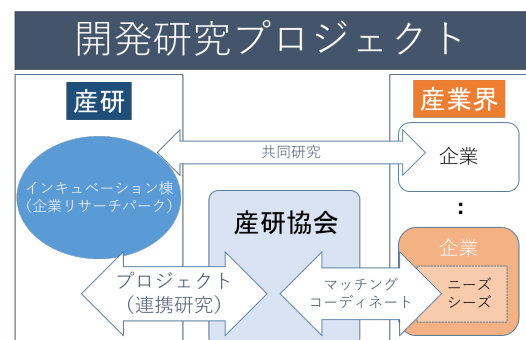 開発研究プロジェクト
産研
産業界
共同研究
企業
インキュベーション棟
(企業リサーチパーク)
:
産研協会
企業
プロジェクト
(連携研究)
マッチング
コーディネート
ニーズ
シーズ